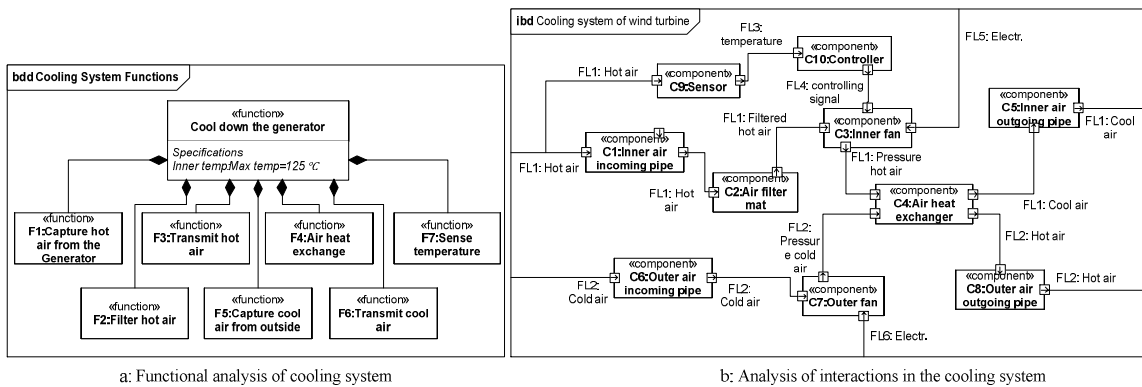 bdd Cooling System Functions
«function»
Cool down the generator
Specifications
Inner temp:Max temp=125 ℃
«function»
F1:Capture hot
air from the
Generator
«function»
F3:Transmit hot
air
«function»
F4:Air heat
exchange
«function»
F7:Sense
temperature
«function»
F2:Filter hot air
«function»
F5:Capture cool
air from outside
«function»
F6:Transmit cool
air
a: Functional analysis of cooling system
ibd Cooling system of wind turbine
FL3:
temperature
«component»
C10:Controller
FL5: Electr.
FL1: Hot air
«component»
C9:Sensor
FL4: controlling
signal
«component»
C5:Inner air
outgoing pipe
FL1: Filtered
hot air
«component»
C3:Inner fan
FL1: Cool
air
«component»
C1:Inner air
incoming pipe
FL1: Hot air
FL1: Hot
air
«component»
C2:Air filter
mat
FL1: Pressure
hot air
«component»
C4:Air heat
exchanger
FL1: Cool air
FL2:
Pressur
e cold
air
FL2: Hot air
«component»
C6:Outer air
incoming pipe
FL2:
Cold air
FL2:
Cold air
«component»
C7:Outer fan
«component»
C8:Outer air
outgoing pipe
FL2: Hot air
FL6: Electr.
b: Analysis of interactions in the cooling system